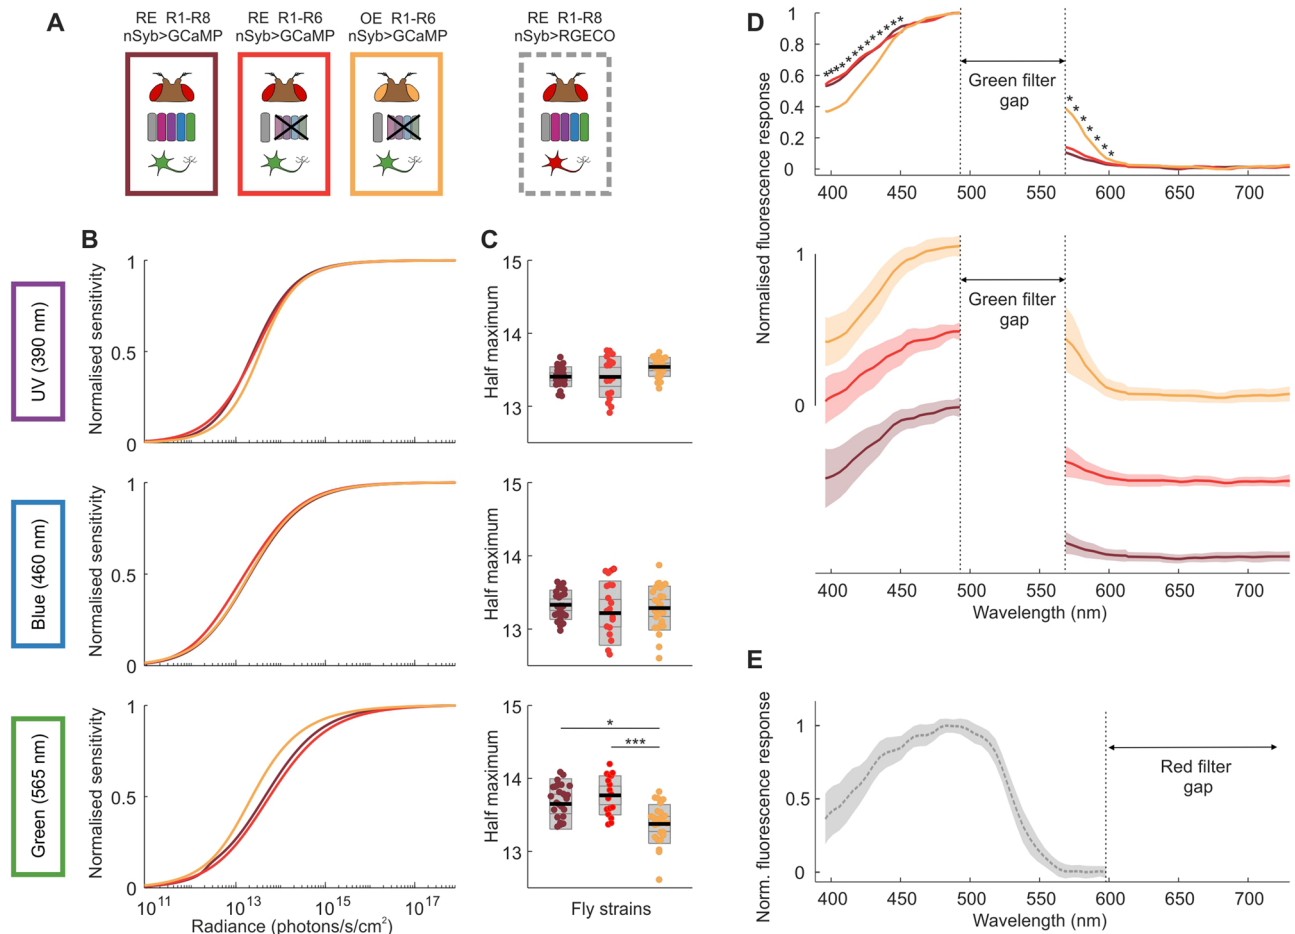 A
RE R1-R8
nSyb>GCaMP
RE R1-R6
nSyb>GCaMP
OE R1-R6
nSyb>GCaMP
RE R1-R8
nSyb>RGECO
B
UV (390 nm)
Normalised sensitivity
1
0.5
0
Blue (460 nm)
Normalised sensitivity
1
0.5
0
Green (565 nm)
Normalised sensitivity
1
0.5
0
10^11
10^13
10^15
10^17
Radiance (photons/s/cm^2)
C
Half maximum
15
14
13
Half maximum
15
14
13
Half maximum
15
14
13
*
***
Fly strains
D
Normalised fluorescence response
1
0.8
0.6
0.4
0.2
0
************
*******
Green filter
gap
400
450
500
550
600
650
700
1
0
Green filter
gap
400
450
500
550
600
650
700
Wavelength (nm)
E
Norm. fluorescence response
1
0.5
0
Red filter
gap
400
450
500
550
600
650
700
Wavelength (nm)